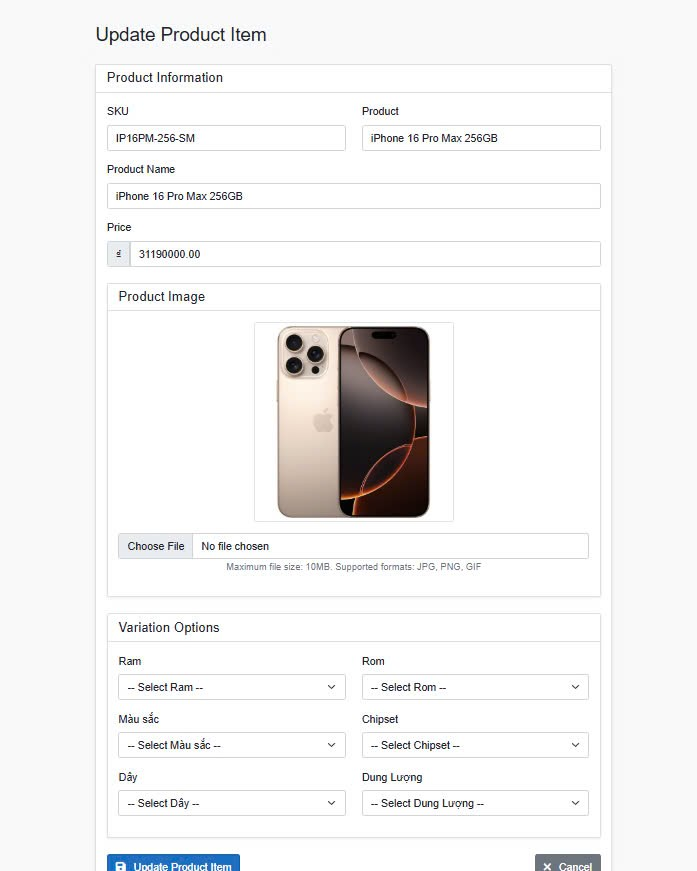 Update Product Item
Product Information
SKU Product
IP16PM-256-SM iPhone 16 Pro Max 256GB
Product Name
iPhone 16 Pro Max 256GB
Price
₫ 31190000.00
Product Image
Choose File No file chosen
Maximum file size: 10MB. Supported formats: JPG, PNG, GIF
Variation Options
Ram Rom
-- Select Ram -- -- Select Rom --
Màu sắc Chipset
-- Select Màu sắc -- -- Select Chipset --
Dây Dung Lượng
-- Select Dây -- -- Select Dung Lượng --
Update Product Item Cancel